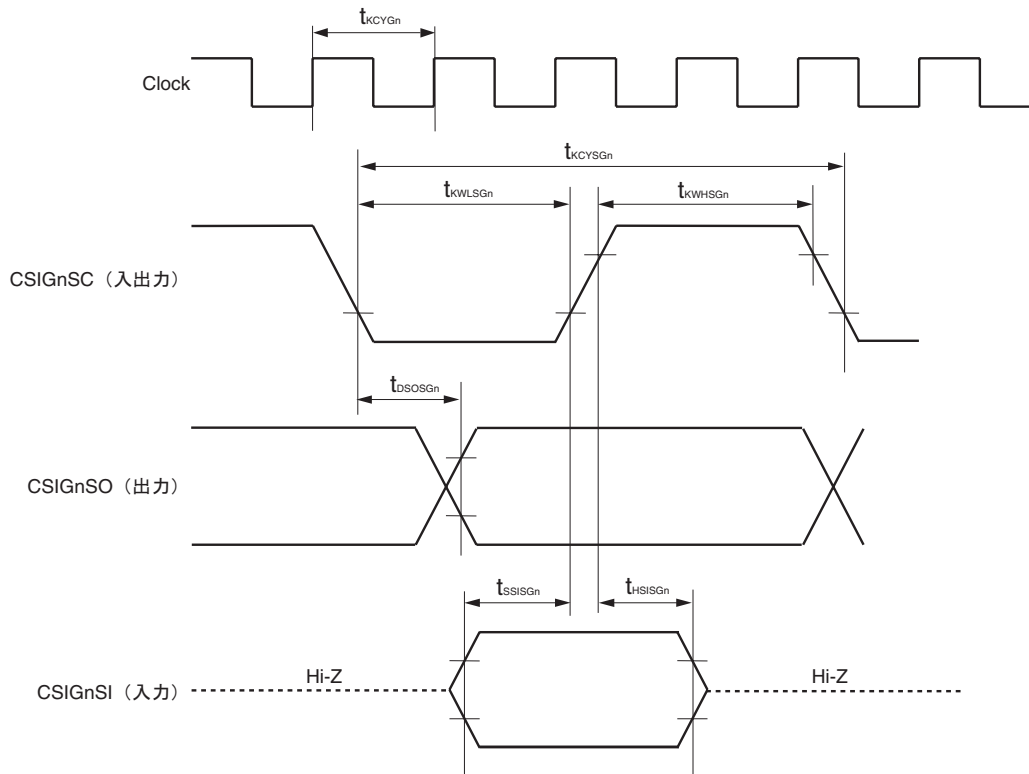 tKCYGn
Clock
tKCYSGn
tKWLSGn
tKWHSGn
CSIGnSC（入出力）
tDSOSGn
CSIGnSO（出力）
tSSISGn
tHSISGn
Hi-Z
Hi-Z
CSIGnSI（入力）